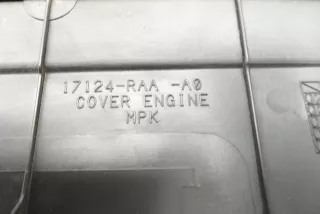 17124-RAA -A0
COVER ENGINE
MPK